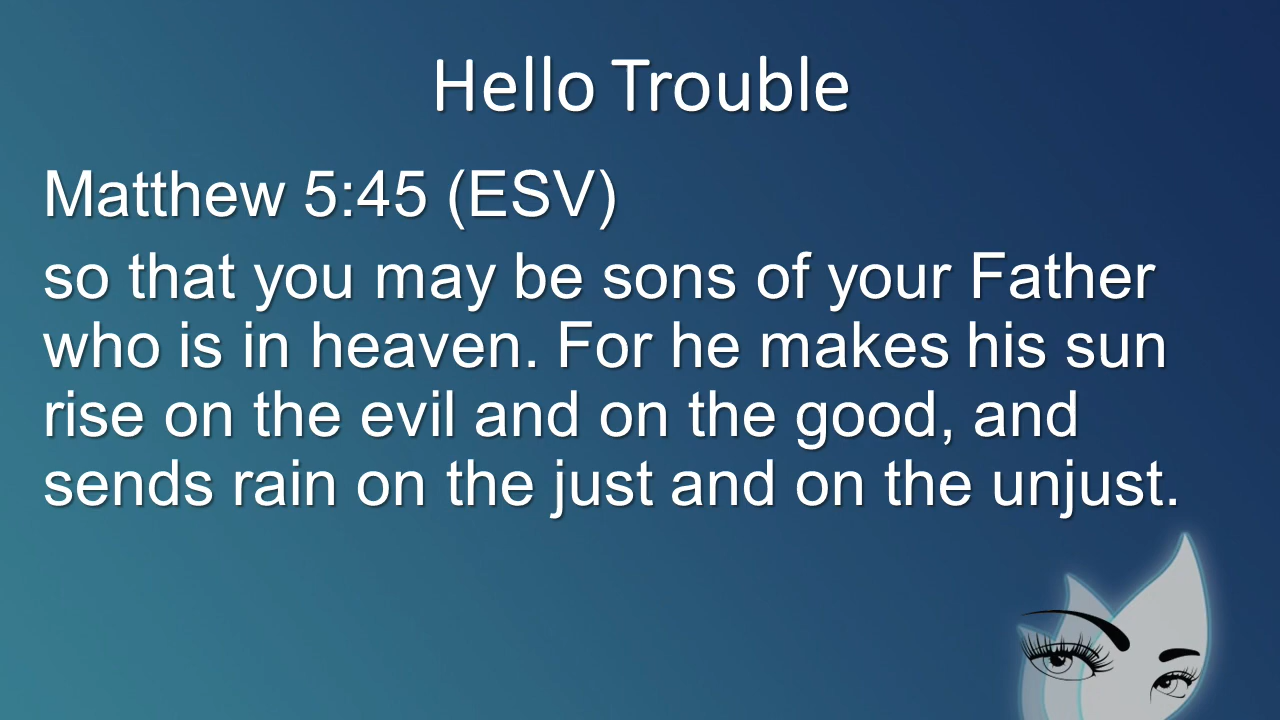 Hello Trouble
Matthew 5:45 (ESV)
so that you may be sons of your Father
who is in heaven. For he makes his sun
rise on the evil and on the good, and
sends rain on the just and on the unjust.